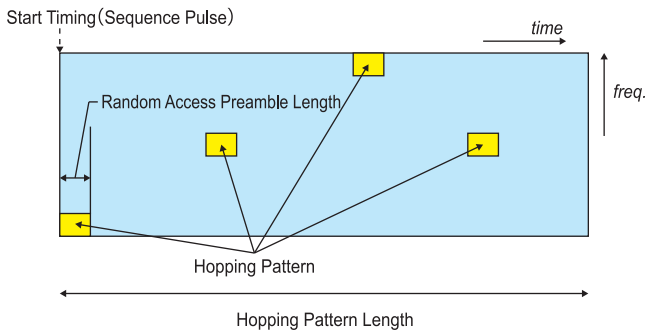 Start Timing(Sequence Pulse)
time
freq.
Random Access Preamble Length
Hopping Pattern
Hopping Pattern Length